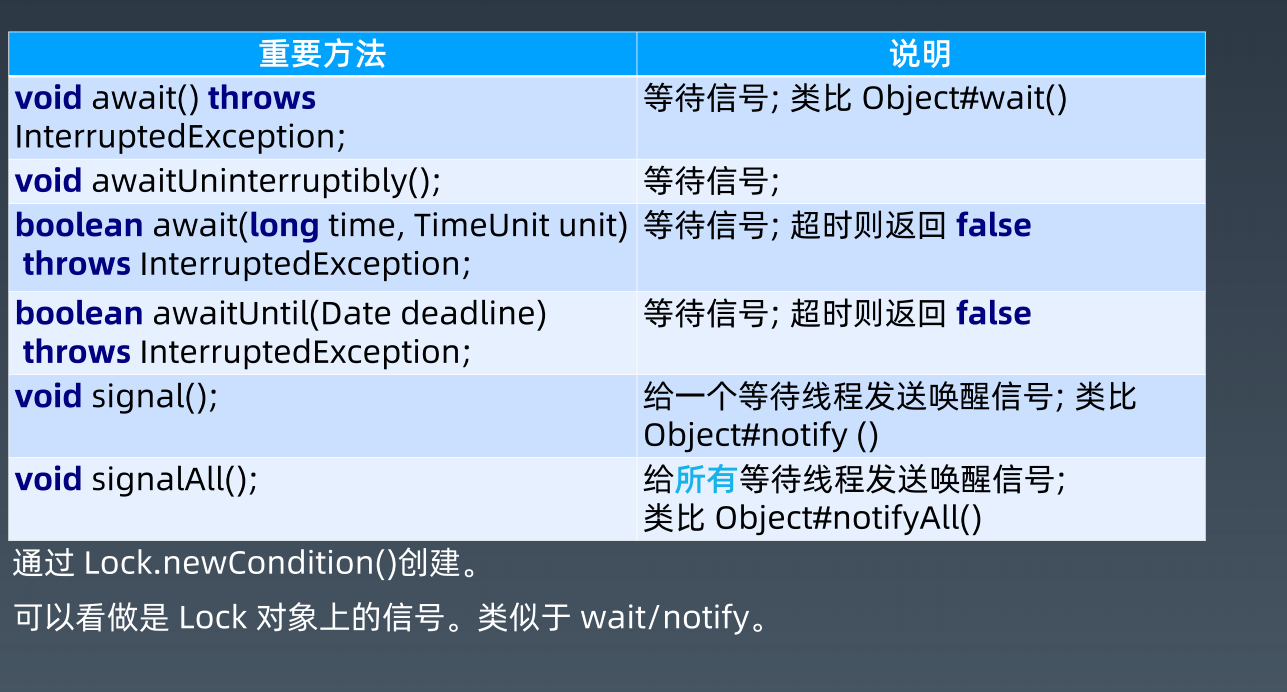 重要方法
说明
void await() throws
InterruptedException;
等待信号; 类比 Object#wait()
void awaitUninterruptibly();
等待信号;
boolean await(long time, TimeUnit unit)
throws InterruptedException;
等待信号; 超时则返回 false
boolean awaitUntil(Date deadline)
throws InterruptedException;
等待信号; 超时则返回 false
void signal();
给一个等待线程发送唤醒信号; 类比
Object#notify ()
void signalAll();
给所有等待线程发送唤醒信号;
类比 Object#notifyAll()
通过 Lock.newCondition()创建。
可以看做是 Lock 对象上的信号。类似于 wait/notify。